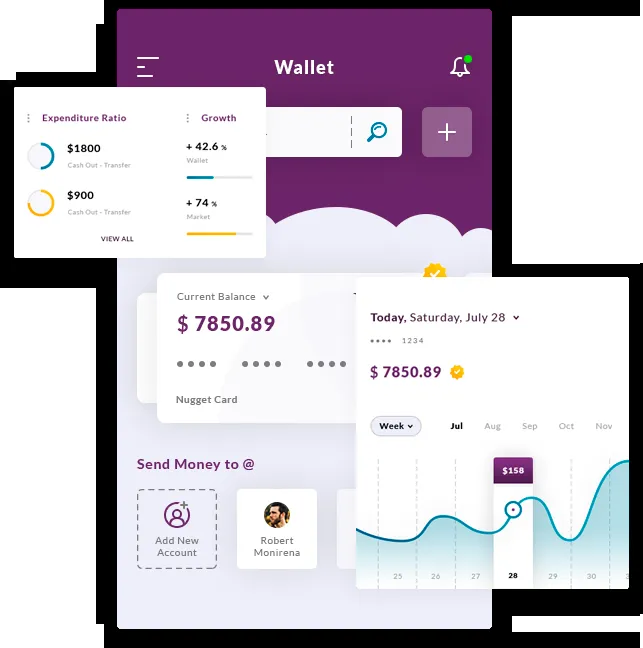 Wallet
Expenditure Ratio
Growth
$1800
Cash Out - Transfer
+ 42.6 %
Wallet
$900
Cash Out - Transfer
+ 74 %
Market
VIEW ALL
Current Balance
$ 7850.89
Nugget Card
Today, Saturday, July 28
1234
$ 7850.89
Week
Jul Aug Sep Oct Nov
$158
25 26 27 28 29 30
Send Money to @
Add New
Account
Robert
Monirena